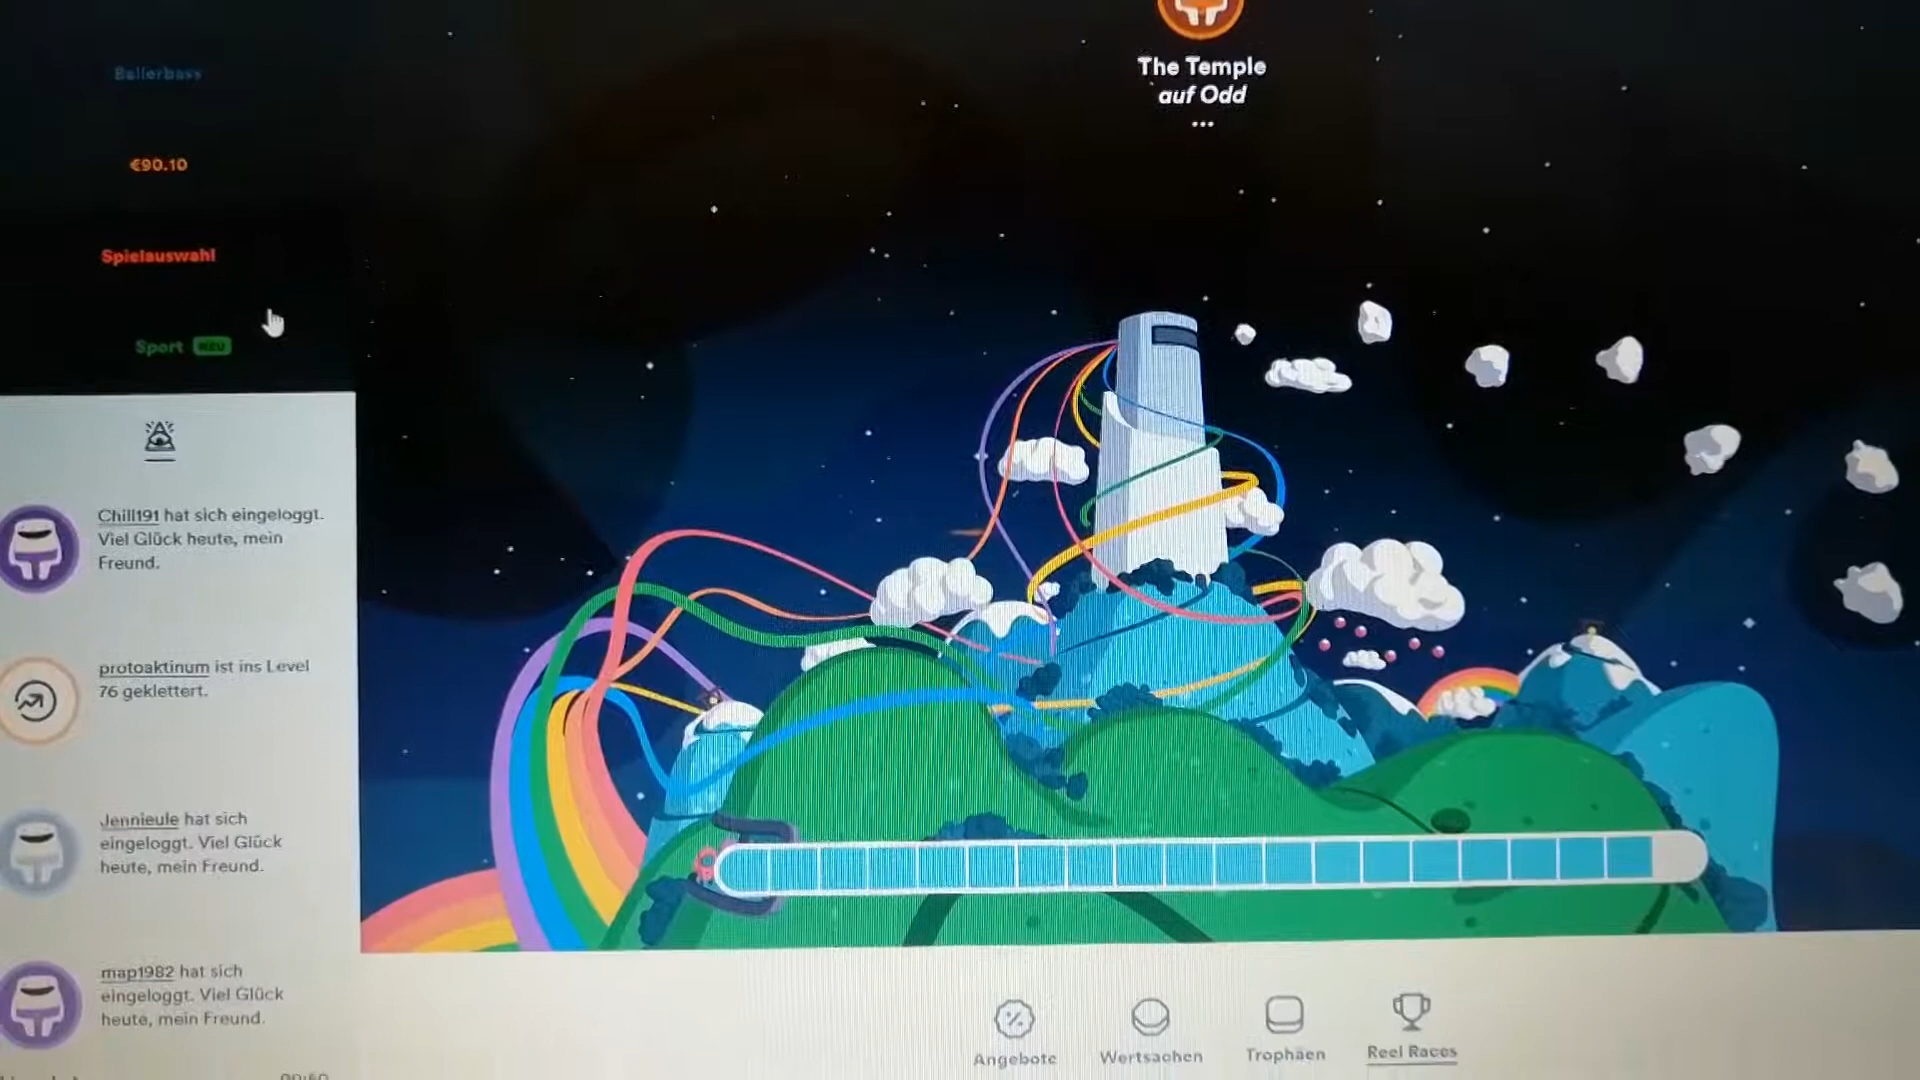 Ballerbass
€90.10
Spielauswahl
Sport NEU
The Temple
auf Odd
...
Chill191 hat sich eingeloggt.
Viel Glück heute, mein
Freund.
protoaktinum ist ins Level
76 geklettert.
Jennieule hat sich
eingeloggt. Viel Glück
heute, mein Freund.
map1982 hat sich
eingeloggt. Viel Glück
heute, mein Freund.
Angebote
Wertsachen
Trophäen
Reel Races